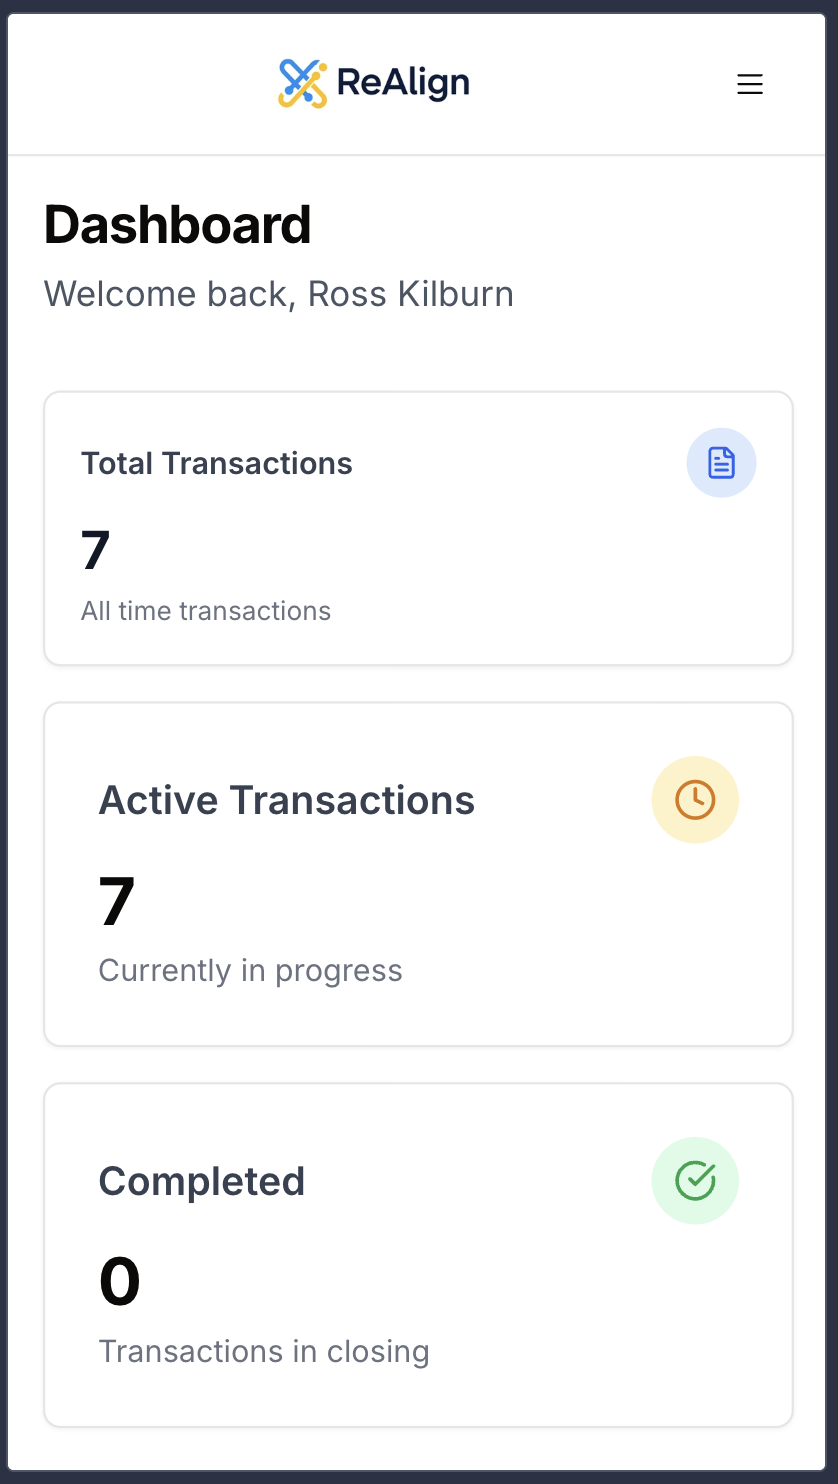 ReAlign
Dashboard
Welcome back, Ross Kilburn
Total Transactions
7
All time transactions
Active Transactions
7
Currently in progress
Completed
0
Transactions in closing